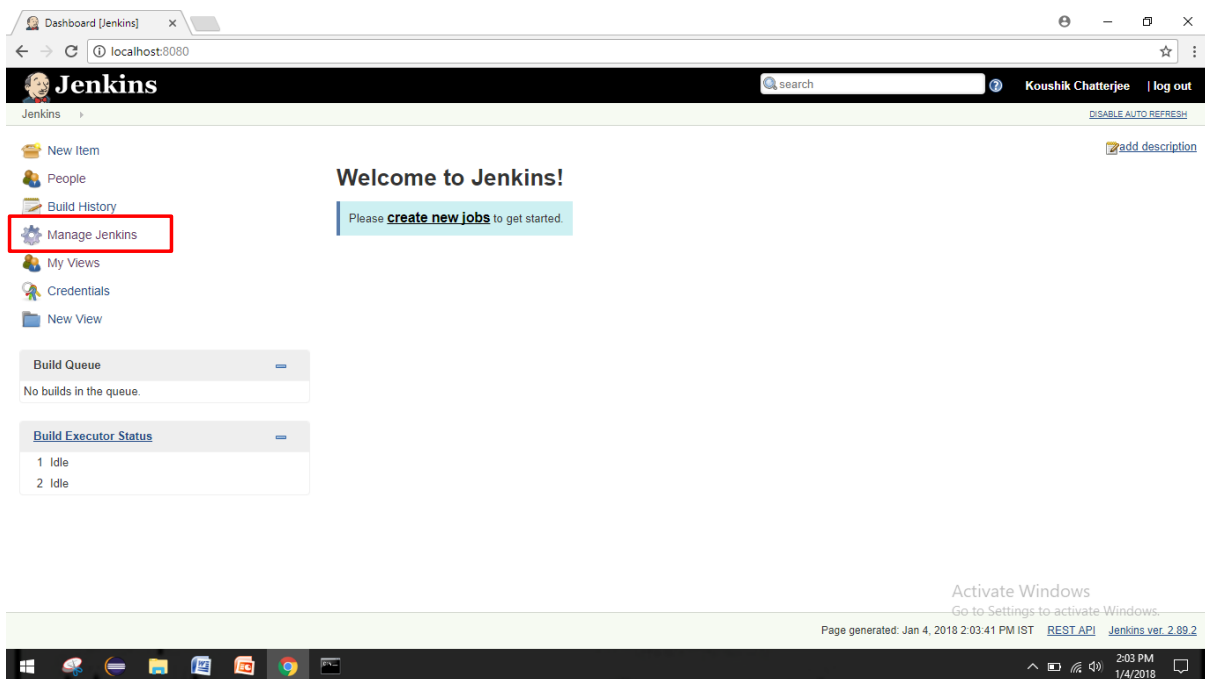 Dashboard [Jenkins]
localhost:8080
Jenkins
search
Koushik Chatterjee | log out
Jenkins
DISABLE AUTO REFRESH
New Item
add description
People
Build History
Manage Jenkins
My Views
Credentials
New View
Welcome to Jenkins!
Please create new jobs to get started.
Build Queue
No builds in the queue.
Build Executor Status
1 Idle
2 Idle
Activate Windows
Go to Settings to activate Windows.
Page generated: Jan 4, 2018 2:03:41 PM IST REST API Jenkins ver. 2.89.2
2:03 PM
1/4/2018